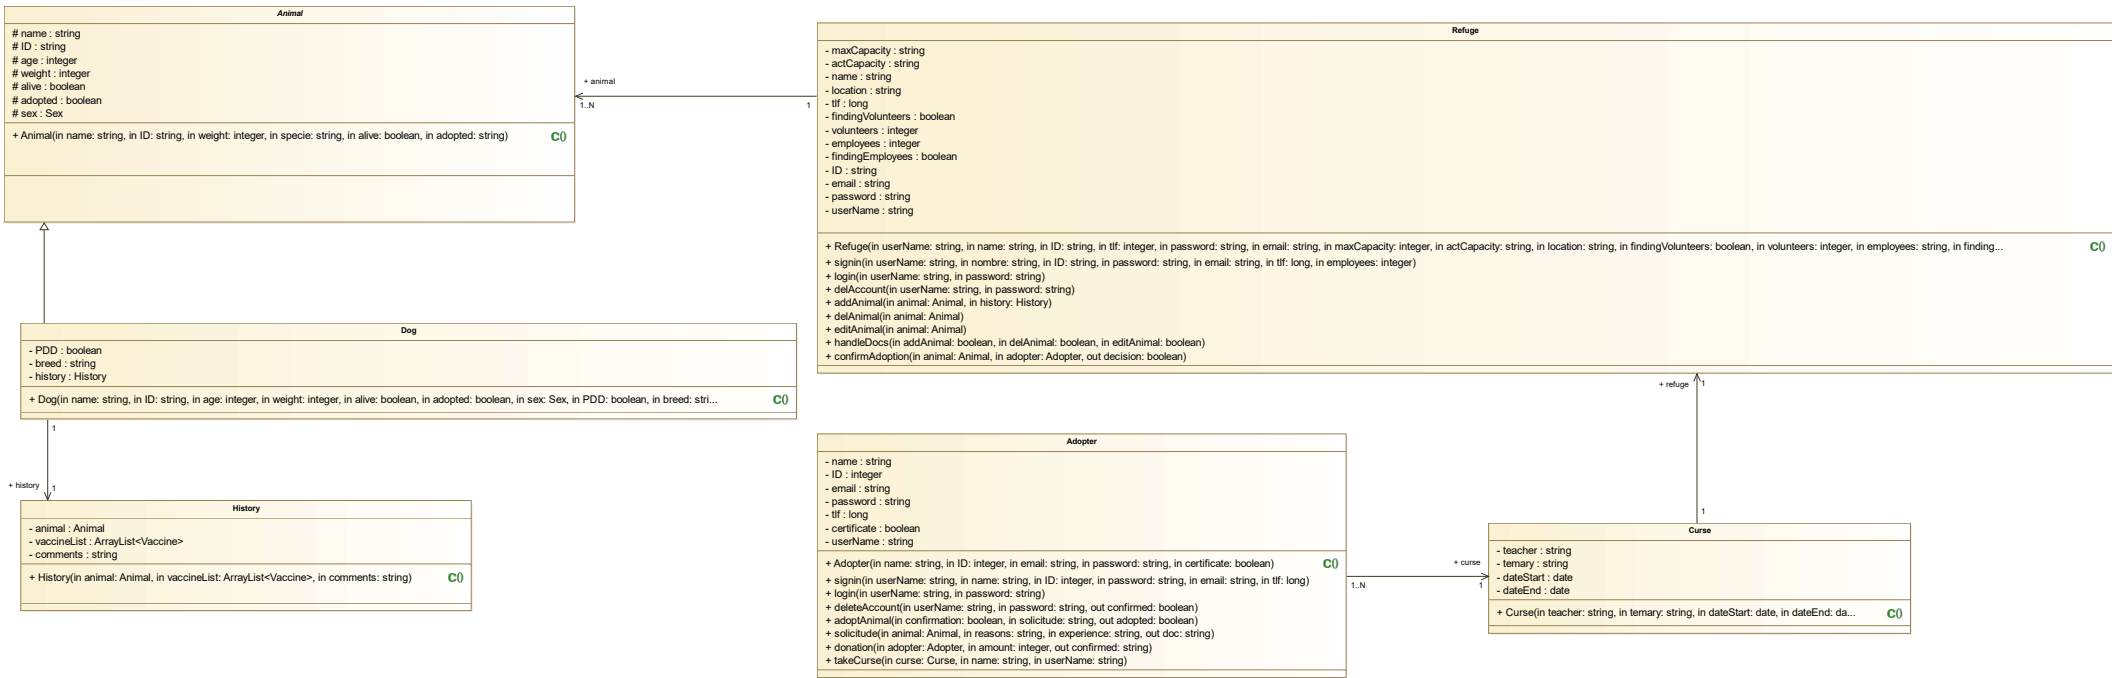 Animal
# name : string
# ID : string
# age : integer
# weight : integer
# alive : boolean
# adopted : boolean
# sex : Sex
+ Animal(in name: string, in ID: string, in weight: integer, in specie: string, in alive: boolean, in adopted: string)
C()
+ animal
1..N
1
Refuge
- maxCapacity : string
- actCapacity : string
- name : string
- location : string
- tlf : long
- findingVolunteers : boolean
- volunteers : integer
- employees : integer
- findingEmployees : boolean
- ID : string
- email : string
- password : string
- userName : string
+ Refuge(in userName: string, in name: string, in ID: string, in tlf: integer, in password: string, in email: string, in maxCapacity: integer, in actCapacity: string, in location: string, in findingVolunteers: boolean, in volunteers: integer, in employees: string, in finding...
C()
+ signin(in userName: string, in nombre: string, in ID: string, in password: string, in email: string, in tlf: long, in employees: integer)
+ login(in userName: string, in password: string)
+ delAccount(in userName: string, in password: string)
+ addAnimal(in animal: Animal, in history: History)
+ delAnimal(in animal: Animal)
+ editAnimal(in animal: Animal)
+ handleDocs(in addAnimal: boolean, in delAnimal: boolean, in editAnimal: boolean)
+ confirmAdoption(in animal: Animal, in adopter: Adopter, out decision: boolean)
Dog
- PDD : boolean
- breed : string
- history : History
+ Dog(in name: string, in ID: string, in age: integer, in weight: integer, in alive: boolean, in adopted: boolean, in sex: Sex, in PDD: boolean, in breed: stri...
C()
1
+ history
1
History
- animal : Animal
- vaccineList : ArrayList<Vaccine>
- comments : string
+ History(in animal: Animal, in vaccineList: ArrayList<Vaccine>, in comments: string)
C()
+ refuge
1
1
Adopter
- name : string
- ID : integer
- email : string
- password : string
- tlf : long
- certificate : boolean
- userName : string
+ Adopter(in name: string, in ID: integer, in email: string, in password: string, in certificate: boolean)
C()
+ signin(in userName: string, in name: string, in ID: integer, in password: string, in email: string, in tlf: long)
+ login(in userName: string, in password: string)
+ deleteAccount(in userName: string, in password: string, out confirmed: boolean)
+ adoptAnimal(in confirmation: boolean, in solicitude: string, out adopted: boolean)
+ solicitude(in animal: Animal, in reasons: string, in experience: string, out doc: string)
+ donation(in adopter: Adopter, in amount: integer, out confirmed: string)
+ takeCurse(in curse: Curse, in name: string, in userName: string)
+ curse
1..N
1
Curse
- teacher : string
- temary : string
- dateStart : date
- dateEnd : date
+ Curse(in teacher: string, in temary: string, in dateStart: date, in dateEnd: da...
C()